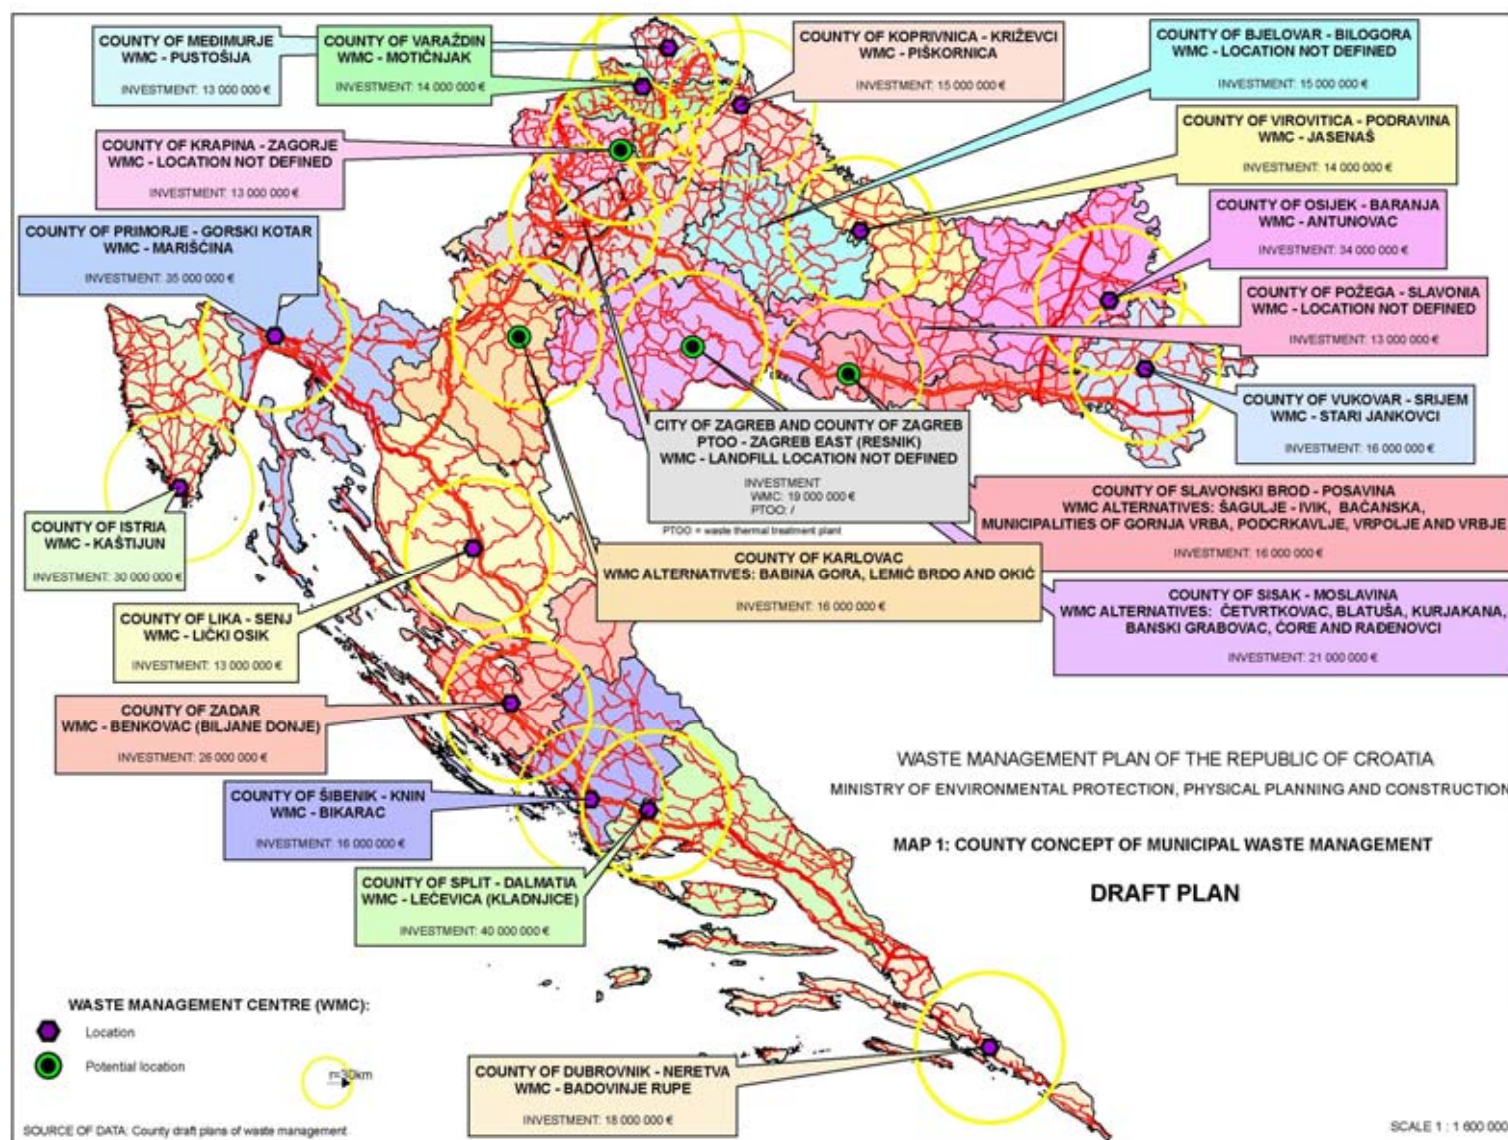 COUNTY OF MEĐIMURJE
WMC - PUSTOŠIJA
INVESTMENT: 13 000 000 €
COUNTY OF VARAŽDIN
WMC - MOTIČNJAK
INVESTMENT: 14 000 000 €
COUNTY OF KOPRIVNICA - KRIŽEVCI
WMC - PIŠKORNICA
INVESTMENT: 15 000 000 €
COUNTY OF BJELOVAR - BILOGORA
WMC - LOCATION NOT DEFINED
INVESTMENT: 15 000 000 €
COUNTY OF KRAPINA - ZAGORJE
WMC - LOCATION NOT DEFINED
INVESTMENT: 13 000 000 €
COUNTY OF VIROVITICA - PODRAVINA
WMC - JASENAŠ
INVESTMENT: 14 000 000 €
COUNTY OF PRIMORJE - GORSKI KOTAR
WMC - MARIŠĆINA
INVESTMENT: 35 000 000 €
COUNTY OF OSIJEK - BARANJA
WMC - ANTUNOVAC
INVESTMENT: 34 000 000 €
COUNTY OF POŽEGA - SLAVONIA
WMC - LOCATION NOT DEFINED
INVESTMENT: 13 000 000 €
COUNTY OF VUKOVAR - SRIJEM
WMC - STARI JANKOVCI
INVESTMENT: 16 000 000 €
CITY OF ZAGREB AND COUNTY OF ZAGREB
PTOO - ZAGREB EAST (RESNIK)
WMC - LANDFILL LOCATION NOT DEFINED
INVESTMENT
WMC: 19 000 000 €
PTOO: /
PTOO = waste thermal treatment plant
COUNTY OF SLAVONSKI BROD - POSAVINA
WMC ALTERNATIVES: ŠAGULJE - IVIK, BAČANSKA,
MUNICIPALITIES OF GORNJA VRBA, PODCRKAVLJE, VRPOLJE AND VRBJE
INVESTMENT: 16 000 000 €
COUNTY OF ISTRIA
WMC - KAŠTIJUN
INVESTMENT: 30 000 000 €
COUNTY OF KARLOVAC
WMC ALTERNATIVES: BABINA GORA, LEMIĆ BRDO AND OKIĆ
INVESTMENT: 16 000 000 €
COUNTY OF SISAK - MOSLAVINA
WMC ALTERNATIVES: ČETVRTKOVAC, BLATUŠA, KURJAKANA,
BANSKI GRABOVAC, ĆORE AND RAĐENOVCI
INVESTMENT: 21 000 000 €
COUNTY OF LIKA - SENJ
WMC - LIČKI OSIK
INVESTMENT: 13 000 000 €
COUNTY OF ZADAR
WMC - BENKOVAC (BILJANE DONJE)
INVESTMENT: 26 000 000 €
COUNTY OF ŠIBENIK - KNIN
WMC - BIKARAC
INVESTMENT: 16 000 000 €
COUNTY OF SPLIT - DALMATIA
WMC - LEĆEVICA (KLADNJICE)
INVESTMENT: 40 000 000 €
WASTE MANAGEMENT PLAN OF THE REPUBLIC OF CROATIA
MINISTRY OF ENVIRONMENTAL PROTECTION, PHYSICAL PLANNING AND CONSTRUCTION
MAP 1: COUNTY CONCEPT OF MUNICIPAL WASTE MANAGEMENT
DRAFT PLAN
WASTE MANAGEMENT CENTRE (WMC):
Location
Potential location
r=30km
COUNTY OF DUBROVNIK - NERETVA
WMC - BADOVINJE RUPE
INVESTMENT: 18 000 000 €
SOURCE OF DATA: County draft plans of waste management
SCALE 1 : 1 600 000